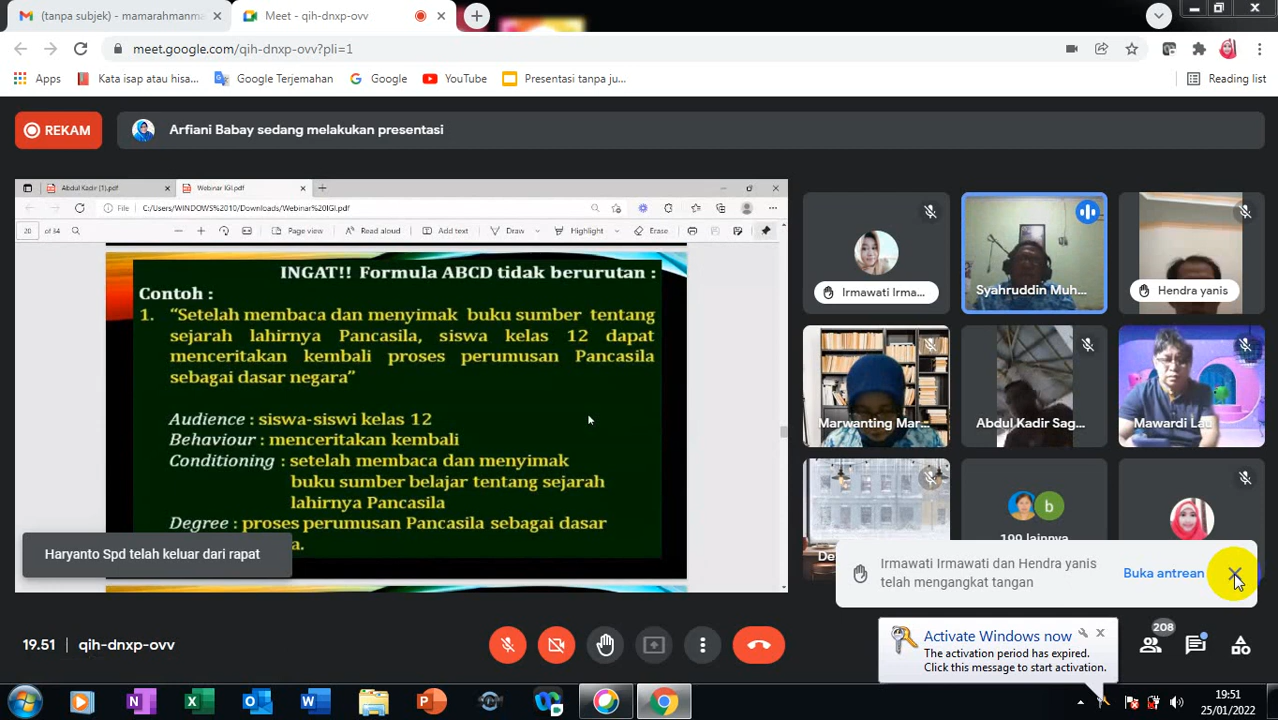 (tanpa subjek) - mamarahmanma
Meet - qih-dnxp-ovv
meet.google.com/qih-dnxp-ovv?pli=1
Apps
Kata isap atau hisa...
Google Terjemahan
Google
YouTube
Presentasi tanpa ju...
Reading list
REKAM
Arfiani Babay sedang melakukan presentasi
Abdul Kadir (1).pdf
Webinar IGI.pdf
File
C:/Users/WINDOWS%2010/Downloads/Webinar%20IGI.pdf
20 of 64
Page view
Read aloud
Add text
Draw
Highlight
Erase
INGAT!! Formula ABCD tidak berurutan :
Contoh :
1. “Setelah membaca dan menyimak buku sumber tentang
sejarah lahirnya Pancasila, siswa kelas 12 dapat
menceritakan kembali proses perumusan Pancasila
sebagai dasar negara”
Audience : siswa-siswi kelas 12
Behaviour : menceritakan kembali
Conditioning : setelah membaca dan menyimak
buku sumber belajar tentang sejarah
lahirnya Pancasila
Degree : proses perumusan Pancasila sebagai dasar
a.
Haryanto Spd telah keluar dari rapat
Irmawati Irma...
Syahruddin Muh...
Hendra yanis
Marwanting Mar...
Abdul Kadir Sag...
Mawardi Lau
De
b
199 lainnya
Irmawati Irmawati dan Hendra yanis
telah mengangkat tangan
Buka antrean
19.51
qih-dnxp-ovv
208
Activate Windows now
The activation period has expired.
Click this message to start activation.
19:51
25/01/2022